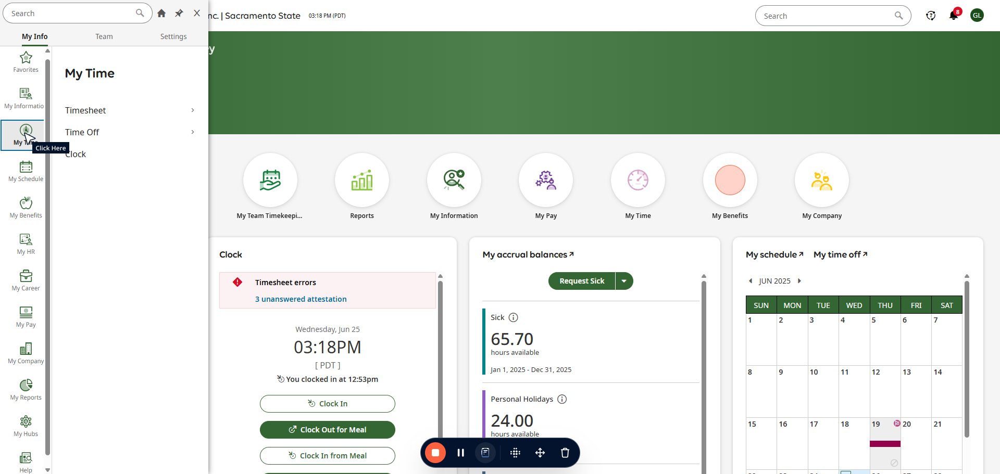 Search
My Info
Team
Settings
Favorites
My Informatio
My T
Click Here
My Schedule
My Benefits
My HR
My Career
My Pay
My Company
My Reports
My Hubs
Help
My Time
Timesheet
Time Off
Clock
nc. | Sacramento State
03:18 PM (PDT)
Search
8
GL
ey
My Team Timekeepi...
Reports
My Information
My Pay
My Time
My Benefits
My Company
Clock
Timesheet errors
3 unanswered attestation
Wednesday, Jun 25
03:18PM
[ PDT ]
You clocked in at 12:53pm
Clock In
Clock Out for Meal
Clock In from Meal
My accrual balances
Request Sick
Sick
65.70
hours available
Jan 1, 2025 - Dec 31, 2025
Personal Holidays
24.00
hours available
My schedule My time off
JUN 2025
SUN MON TUE WED THU FRI SAT
1 2 3 4 5 6 7
8 9 10 11 12 13 14
15 16 17 18 19 20 21